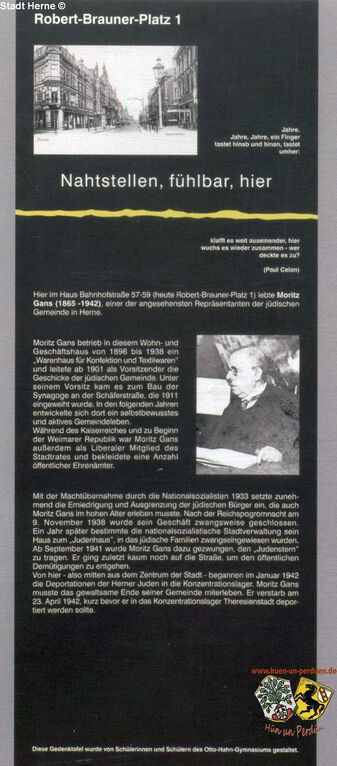 Stadt Herne ©
Robert-Brauner-Platz 1
Jahre.
Jahre, Jahre, ein Finger
tastet hinab und hinan, tastet
umher:
Nahtstellen, fühlbar, hier
klafft es weit auseinander, hier
wuchs es wieder zusammen - wer
deckte es zu?
(Paul Celan)
Hier im Haus Bahnhofstraße 57-59 (heute Robert-Brauner-Platz 1) lebte Moritz
Gans (1865 -1942), einer der angesehensten Repräsentanten der jüdischen
Gemeinde in Herne.
Moritz Gans betrieb in diesem Wohn- und
Geschäftshaus von 1896 bis 1938 ein
„Warenhaus für Konfektion und Textilwaren"
und leitete ab 1901 als Vorsitzender die
Geschicke der jüdischen Gemeinde. Unter
seinem Vorsitz kam es zum Bau der
Synagoge an der Schäferstraße, die 1911
eingeweiht wurde. In den folgenden Jahren
entwickelte sich dort ein selbstbewusstes
und aktives Gemeindeleben.
Während des Kaiserreiches und zu Beginn
der Weimarer Republik war Moritz Gans
außerdem als Liberaler Mitglied des
Stadtrates und bekleidete eine Anzahl
öffentlicher Ehrenämter.
Mit der Machtübernahme durch die Nationalsozialisten 1933 setzte zuneh-
mend die Erniedrigung und Ausgrenzung der jüdischen Bürger ein, die auch
Moritz Gans im hohen Alter erleben musste. Nach der Reichspogromnacht am
9. November 1938 wurde sein Geschäft zwangsweise geschlossen.
Ein Jahr später bestimmte die nationalsozialistische Stadtverwaltung sein
Haus zum „Judenhaus", in das jüdische Familien zwangseingewiesen wurden.
Ab September 1941 wurde Moritz Gans dazu gezwungen, den „Judenstern"
zu tragen. Er ging zuletzt kaum noch auf die Straße, um den öffentlichen
Demütigungen zu entgehen.
Von hier - also mitten aus dem Zentrum der Stadt - begannen im Januar 1942
die Deportationen der Herner Juden in die Konzentrationslager. Moritz Gans
musste das gewaltsame Ende seiner Gemeinde miterleben. Er verstarb am
23. April 1942, kurz bevor er in das Konzentrationslager Theresienstadt depor-
tiert werden sollte.
www.huen-un-perdoen.de
Hün un Perdün
Diese Gedenktafel wurde von Schülerinnen und Schülern des Otto-Hahn-Gymnasiums gestaltet.